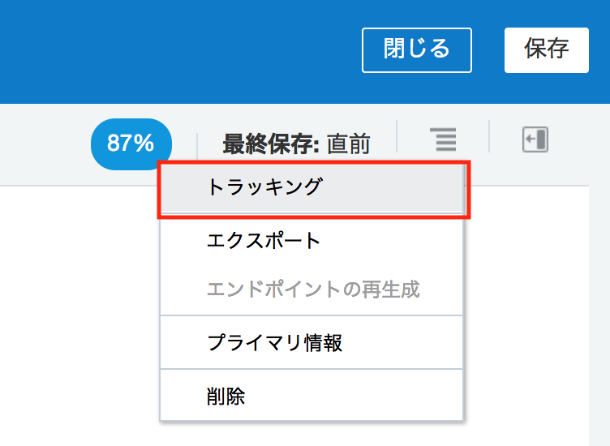 閉じる 保存
87% 最終保存: 直前
トラッキング
エクスポート
エンドポイントの再生成
プライマリ情報
削除